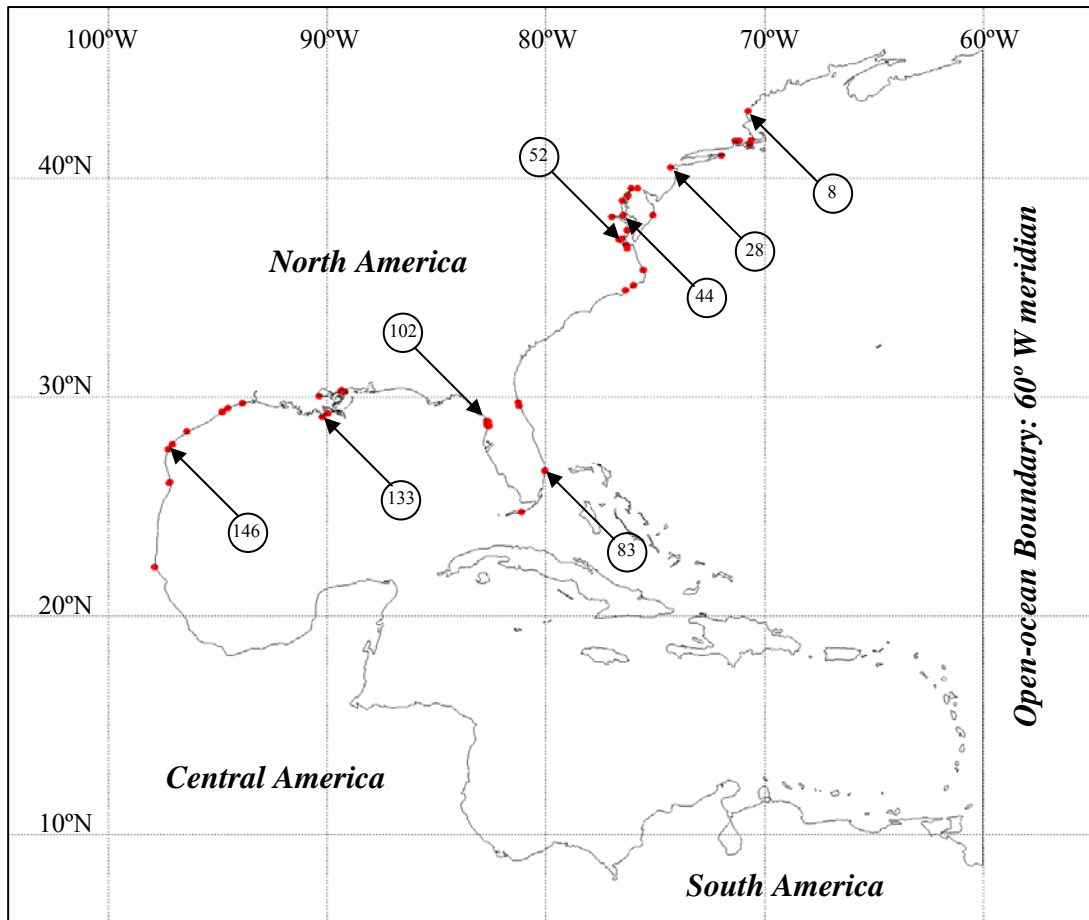 100ºW 90ºW 80ºW 70ºW 60ºW
40ºN
52
8
28
44
North America
102
30ºN
133
146
83
20ºN
Open-ocean Boundary: 60º W meridian
Central America
10ºN
South America